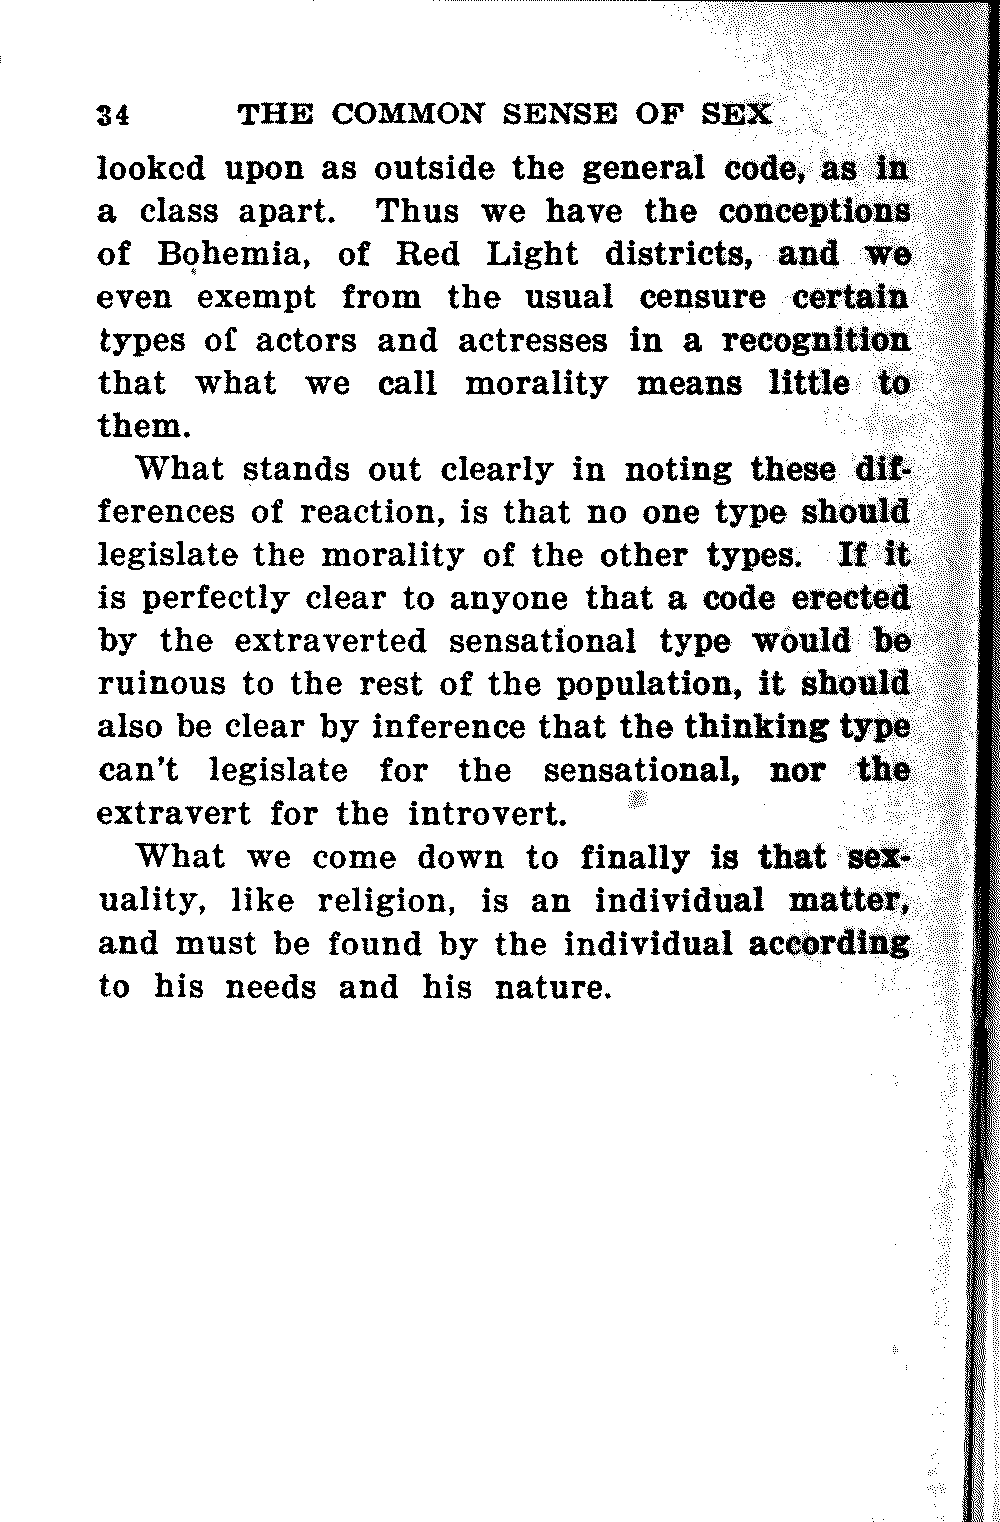 34 THE COMMON SENSE OF SEX
looked upon as outside the general code, as in
a class apart. Thus we have the conceptions
of Bohemia, of Red Light districts, and we
even exempt from the usual censure certain
types of actors and actresses in a recognition
that what we call morality means little to
them.
What stands out clearly in noting these dif-
ferences of reaction, is that no one type should
legislate the morality of the other types. If it
is perfectly clear to anyone that a code erected
by the extraverted sensational type would be
ruinous to the rest of the population, it should
also be clear by inference that the thinking type
can't legislate for the sensational, nor the
extravert for the introvert.
What we come down to finally is that sex-
uality, like religion, is an individual matter,
and must be found by the individual according
to his needs and his nature.